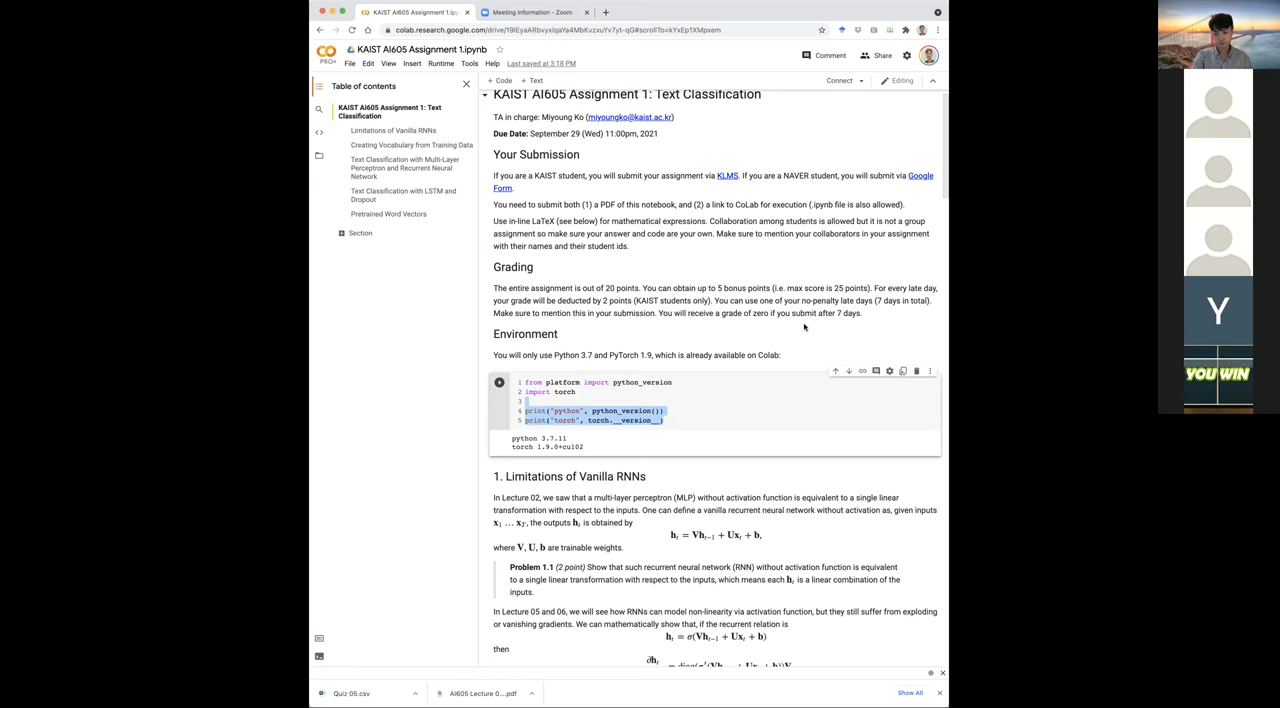 KAIST AI605 Assignment 1.ipynb
Meeting Information - Zoom
colab.research.google.com/drive/19IEyaARbvyxlqaYa4MbKvzxuYv7yt-qG#scrollTo=kYxEp1XMpxem
KAIST AI605 Assignment 1.ipynb
PRO+
File Edit View Insert Runtime Tools Help Last saved at 3:18 PM
Comment Share
Table of contents
+ Code + Text
Connect Editing
KAIST AI605 Assignment 1: Text Classification
Limitations of Vanilla RNNs
Creating Vocabulary from Training Data
Text Classification with Multi-Layer Perceptron and Recurrent Neural Network
Text Classification with LSTM and Dropout
Pretrained Word Vectors
Section
KAIST AI605 Assignment 1: Text Classification
TA in charge: Miyoung Ko (miyoungko@kaist.ac.kr)
Due Date: September 29 (Wed) 11:00pm, 2021
Your Submission
If you are a KAIST student, you will submit your assignment via KLMS. If you are a NAVER student, you will submit via Google
Form.
You need to submit both (1) a PDF of this notebook, and (2) a link to CoLab for execution (.ipynb file is also allowed).
Use in-line LaTeX (see below) for mathematical expressions. Collaboration among students is allowed but it is not a group
assignment so make sure your answer and code are your own. Make sure to mention your collaborators in your assignment
with their names and their student ids.
Grading
The entire assignment is out of 20 points. You can obtain up to 5 bonus points (i.e. max score is 25 points). For every late day,
your grade will be deducted by 2 points (KAIST students only). You can use one of your no-penalty late days (7 days in total).
Make sure to mention this in your submission. You will receive a grade of zero if you submit after 7 days.
Environment
You will only use Python 3.7 and PyTorch 1.9, which is already available on Colab:
1 from platform import python_version
2 import torch
3
4 print("python", python_version())
5 print("torch", torch.__version__)
python 3.7.11
torch 1.9.0+cu102
1. Limitations of Vanilla RNNs
In Lecture 02, we saw that a multi-layer perceptron (MLP) without activation function is equivalent to a single linear
transformation with respect to the inputs. One can define a vanilla recurrent neural network without activation as, given inputs
x₁ … x_T, the outputs h_t is obtained by
h_t = Vh_{t−1} + Ux_t + b,
where V, U, b are trainable weights.
Problem 1.1 (2 point) Show that such recurrent neural network (RNN) without activation function is equivalent
to a single linear transformation with respect to the inputs, which means each h_t is a linear combination of the
inputs.
In Lecture 05 and 06, we will see how RNNs can model non-linearity via activation function, but they still suffer from exploding
or vanishing gradients. We can mathematically show that, if the recurrent relation is
h_t = σ(Vh_{t−1} + Ux_t + b)
then
Quiz 05.csv
AI605 Lecture 0....pdf
Show All
Y
YOU WIN